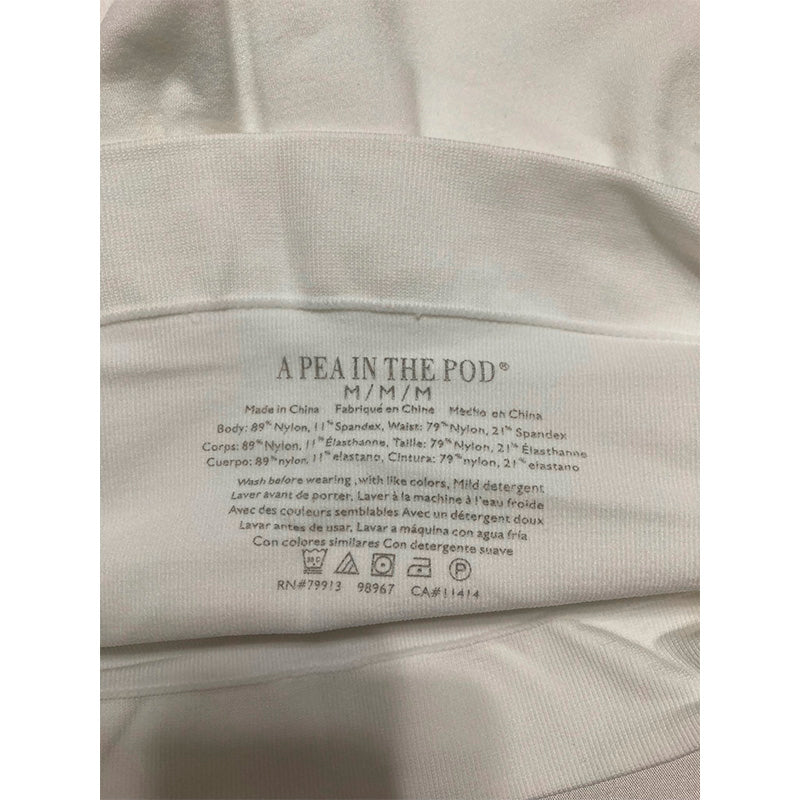 A PEA IN THE POD®
M/M/M
Made in China Fabriqué en Chine Mecho en China
Body: 89% Nylon, 11% Spandex, Waist: 79% Nylon, 21% Spandex
Corps: 89% Nylon, 11% Élasthanne, Taille: 79% Nylon, 21% Élasthanne
Cuerpo: 89% nylon, 11% elastano, Cintura: 79% nylon, 21% elastano
Wash before wearing ,with like colors, Mild detergent
Laver avant de porter, Laver à la machine à l'eau froide
Avec des couleurs semblables Avec un détergent doux
Lavar antes de usar, Lavar a máquina con agua fría
Con colores similares Con detergente suave
30 C P
RN#79913 98967 CA#11414